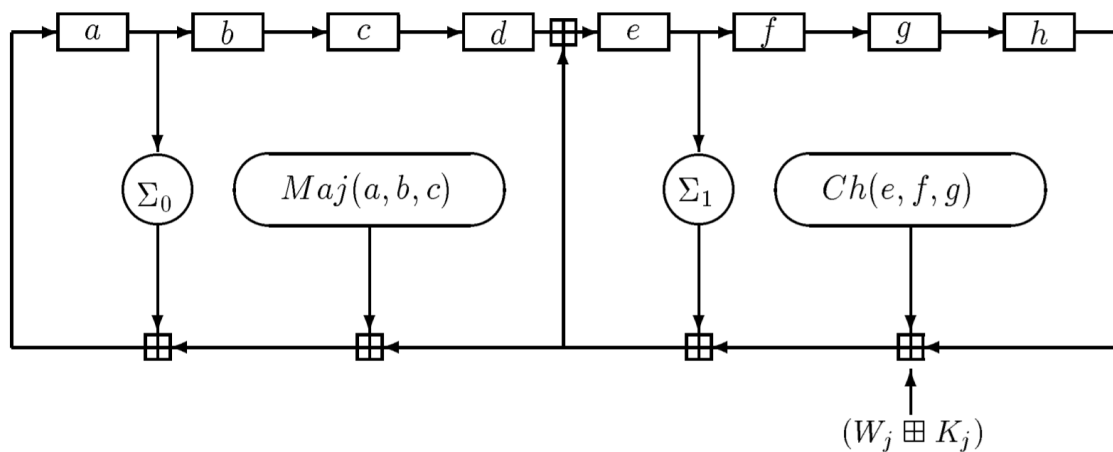 a b c d ⊞ e f g h
Σ₀ Maj(a, b, c) Σ₁ Ch(e, f, g)
⊞ ⊞ ⊞ ⊞
(Wⱼ ⊞ Kⱼ)